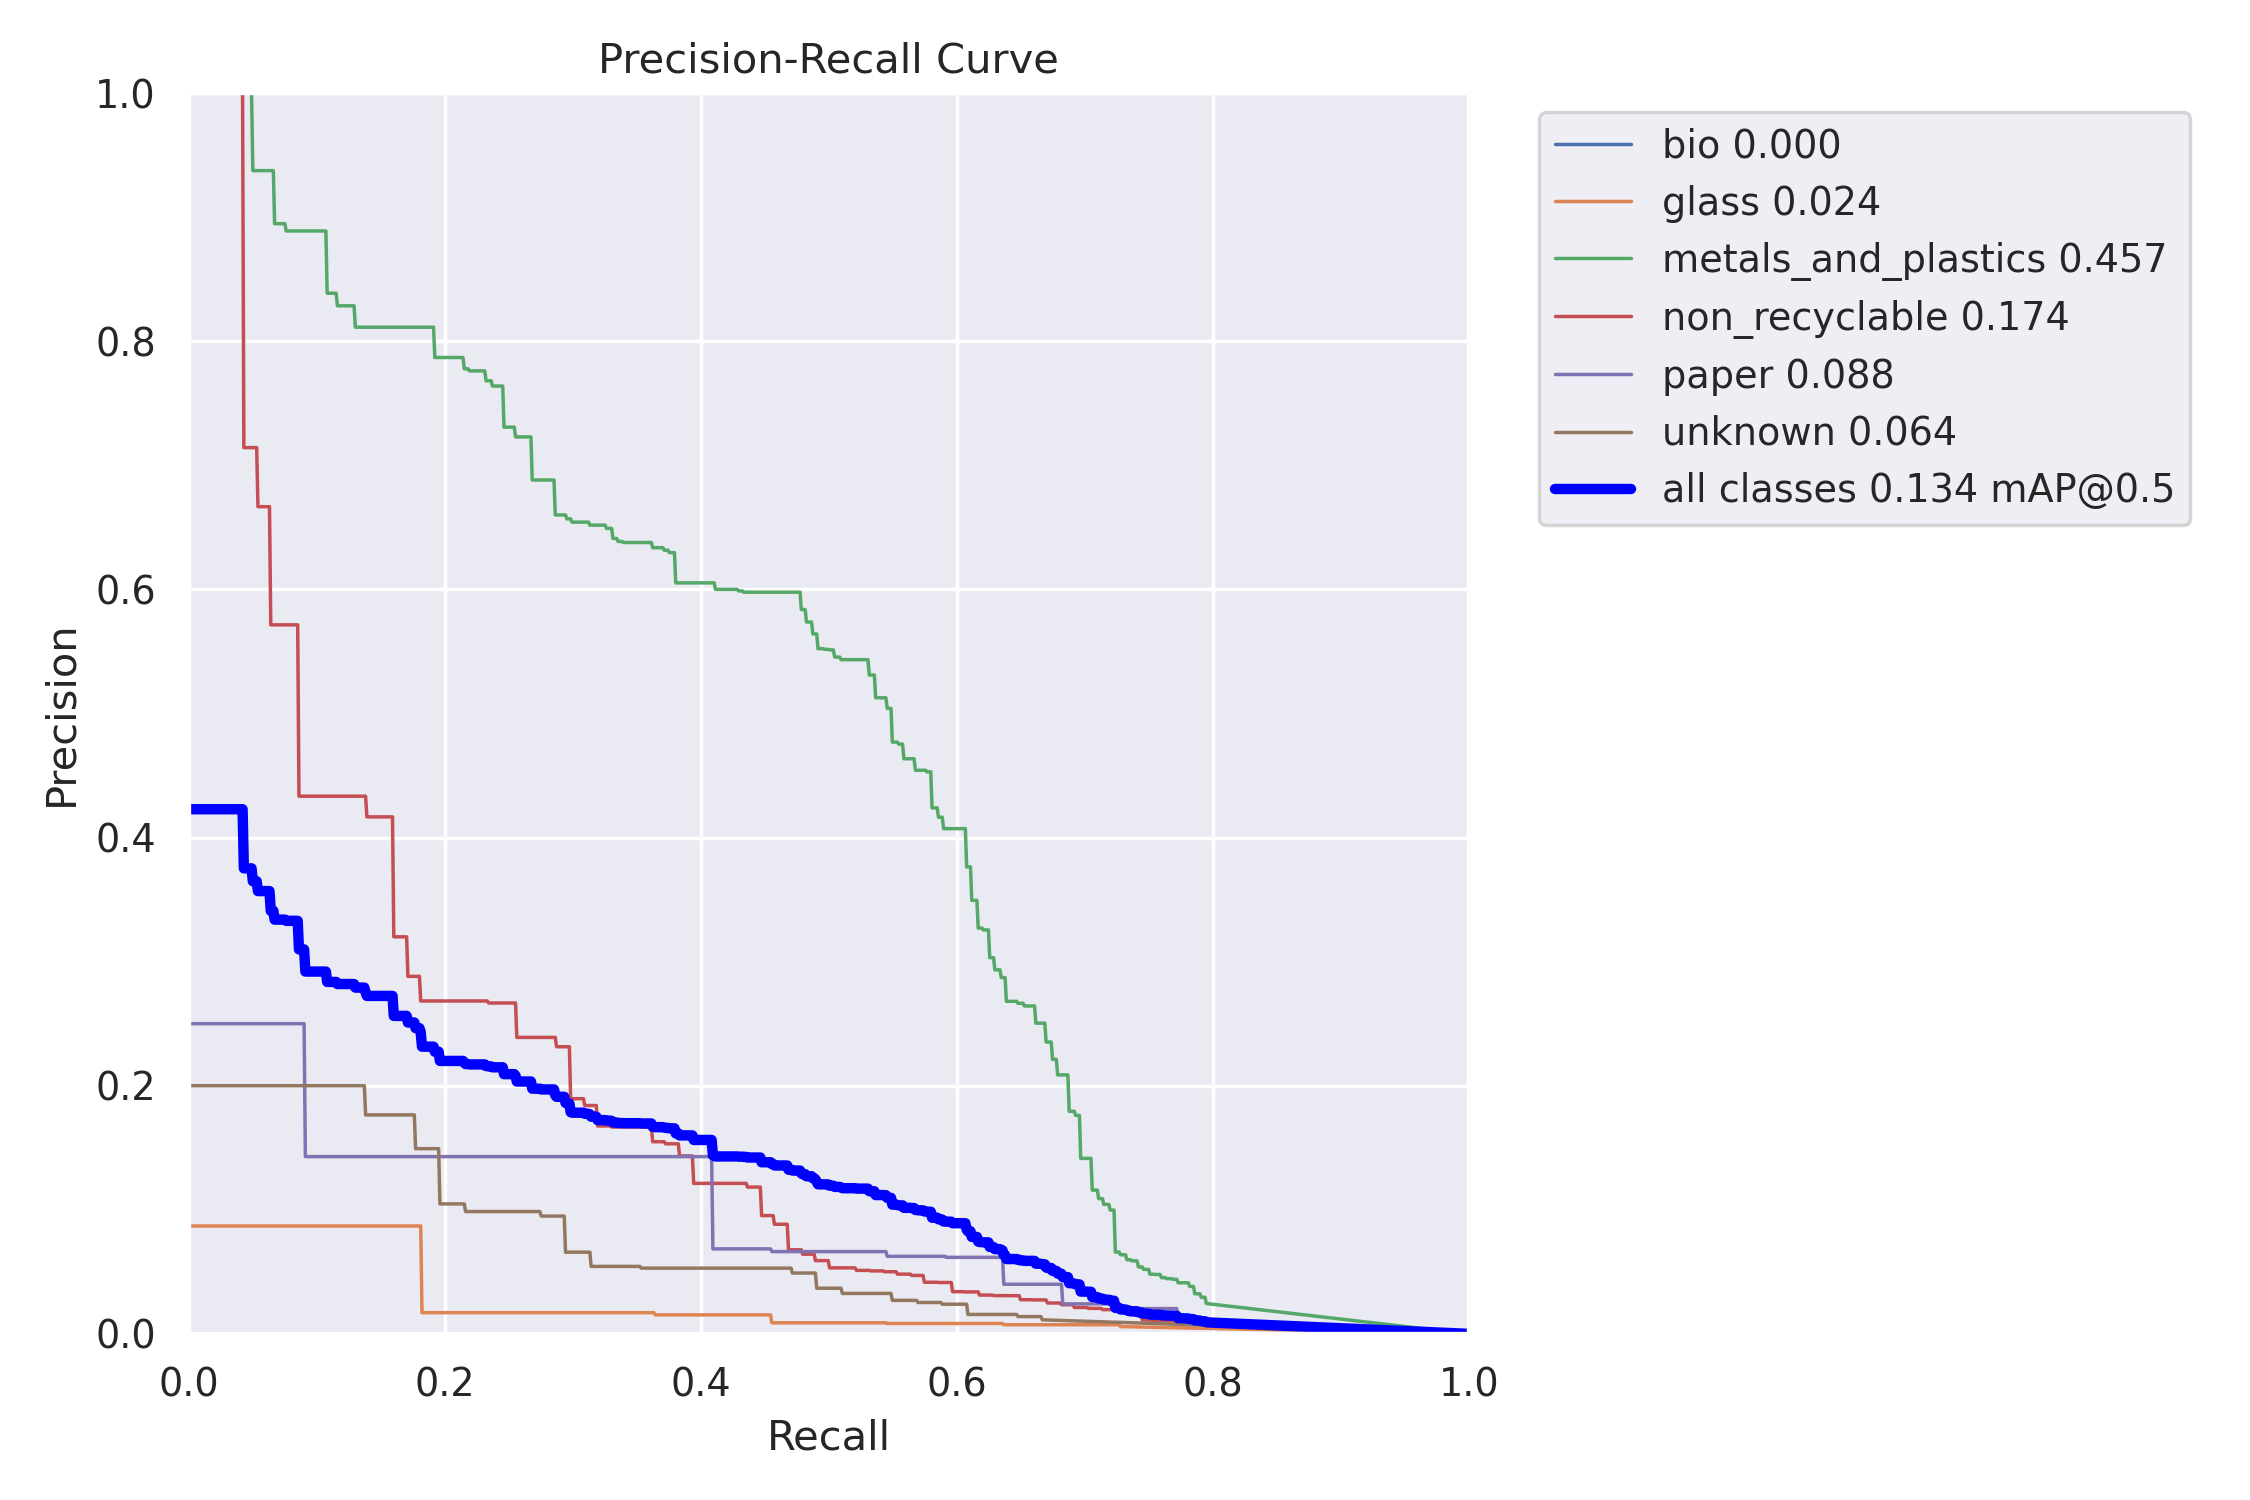 Precision-Recall Curve
1.0
0.8
0.6
0.4
0.2
0.0
Precision
0.0 0.2 0.4 0.6 0.8 1.0
Recall
bio 0.000
glass 0.024
metals_and_plastics 0.457
non_recyclable 0.174
paper 0.088
unknown 0.064
all classes 0.134 mAP@0.5